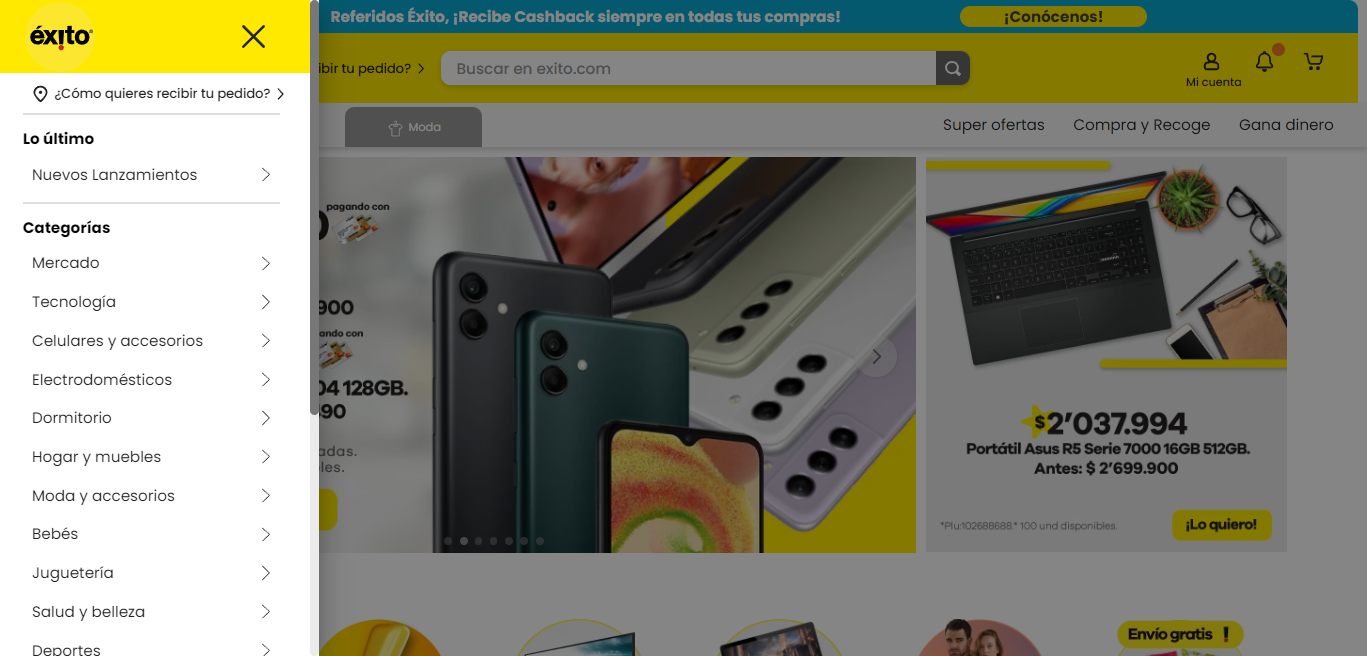 éxito
¿Cómo quieres recibir tu pedido?
Lo último
Nuevos Lanzamientos
Categorías
Mercado
Tecnología
Celulares y accesorios
Electrodomésticos
Dormitorio
Hogar y muebles
Moda y accesorios
Bebés
Juguetería
Salud y belleza
Deportes
Referidos Éxito, ¡Recibe Cashback siempre en todas tus compras!
¡Conócenos!
ibir tu pedido?
Buscar en exito.com
Mi cuenta
Moda
Super ofertas
Compra y Recoge
Gana dinero
pagando con
900
ando con
04 128GB.
90
adas.
les.
$2'037.994
Portátil Asus R5 Serie 7000 16GB 512GB.
Antes: $ 2'699.900
*Plu:102688688.* 100 und disponibles.
¡Lo quiero!
Envío gratis !